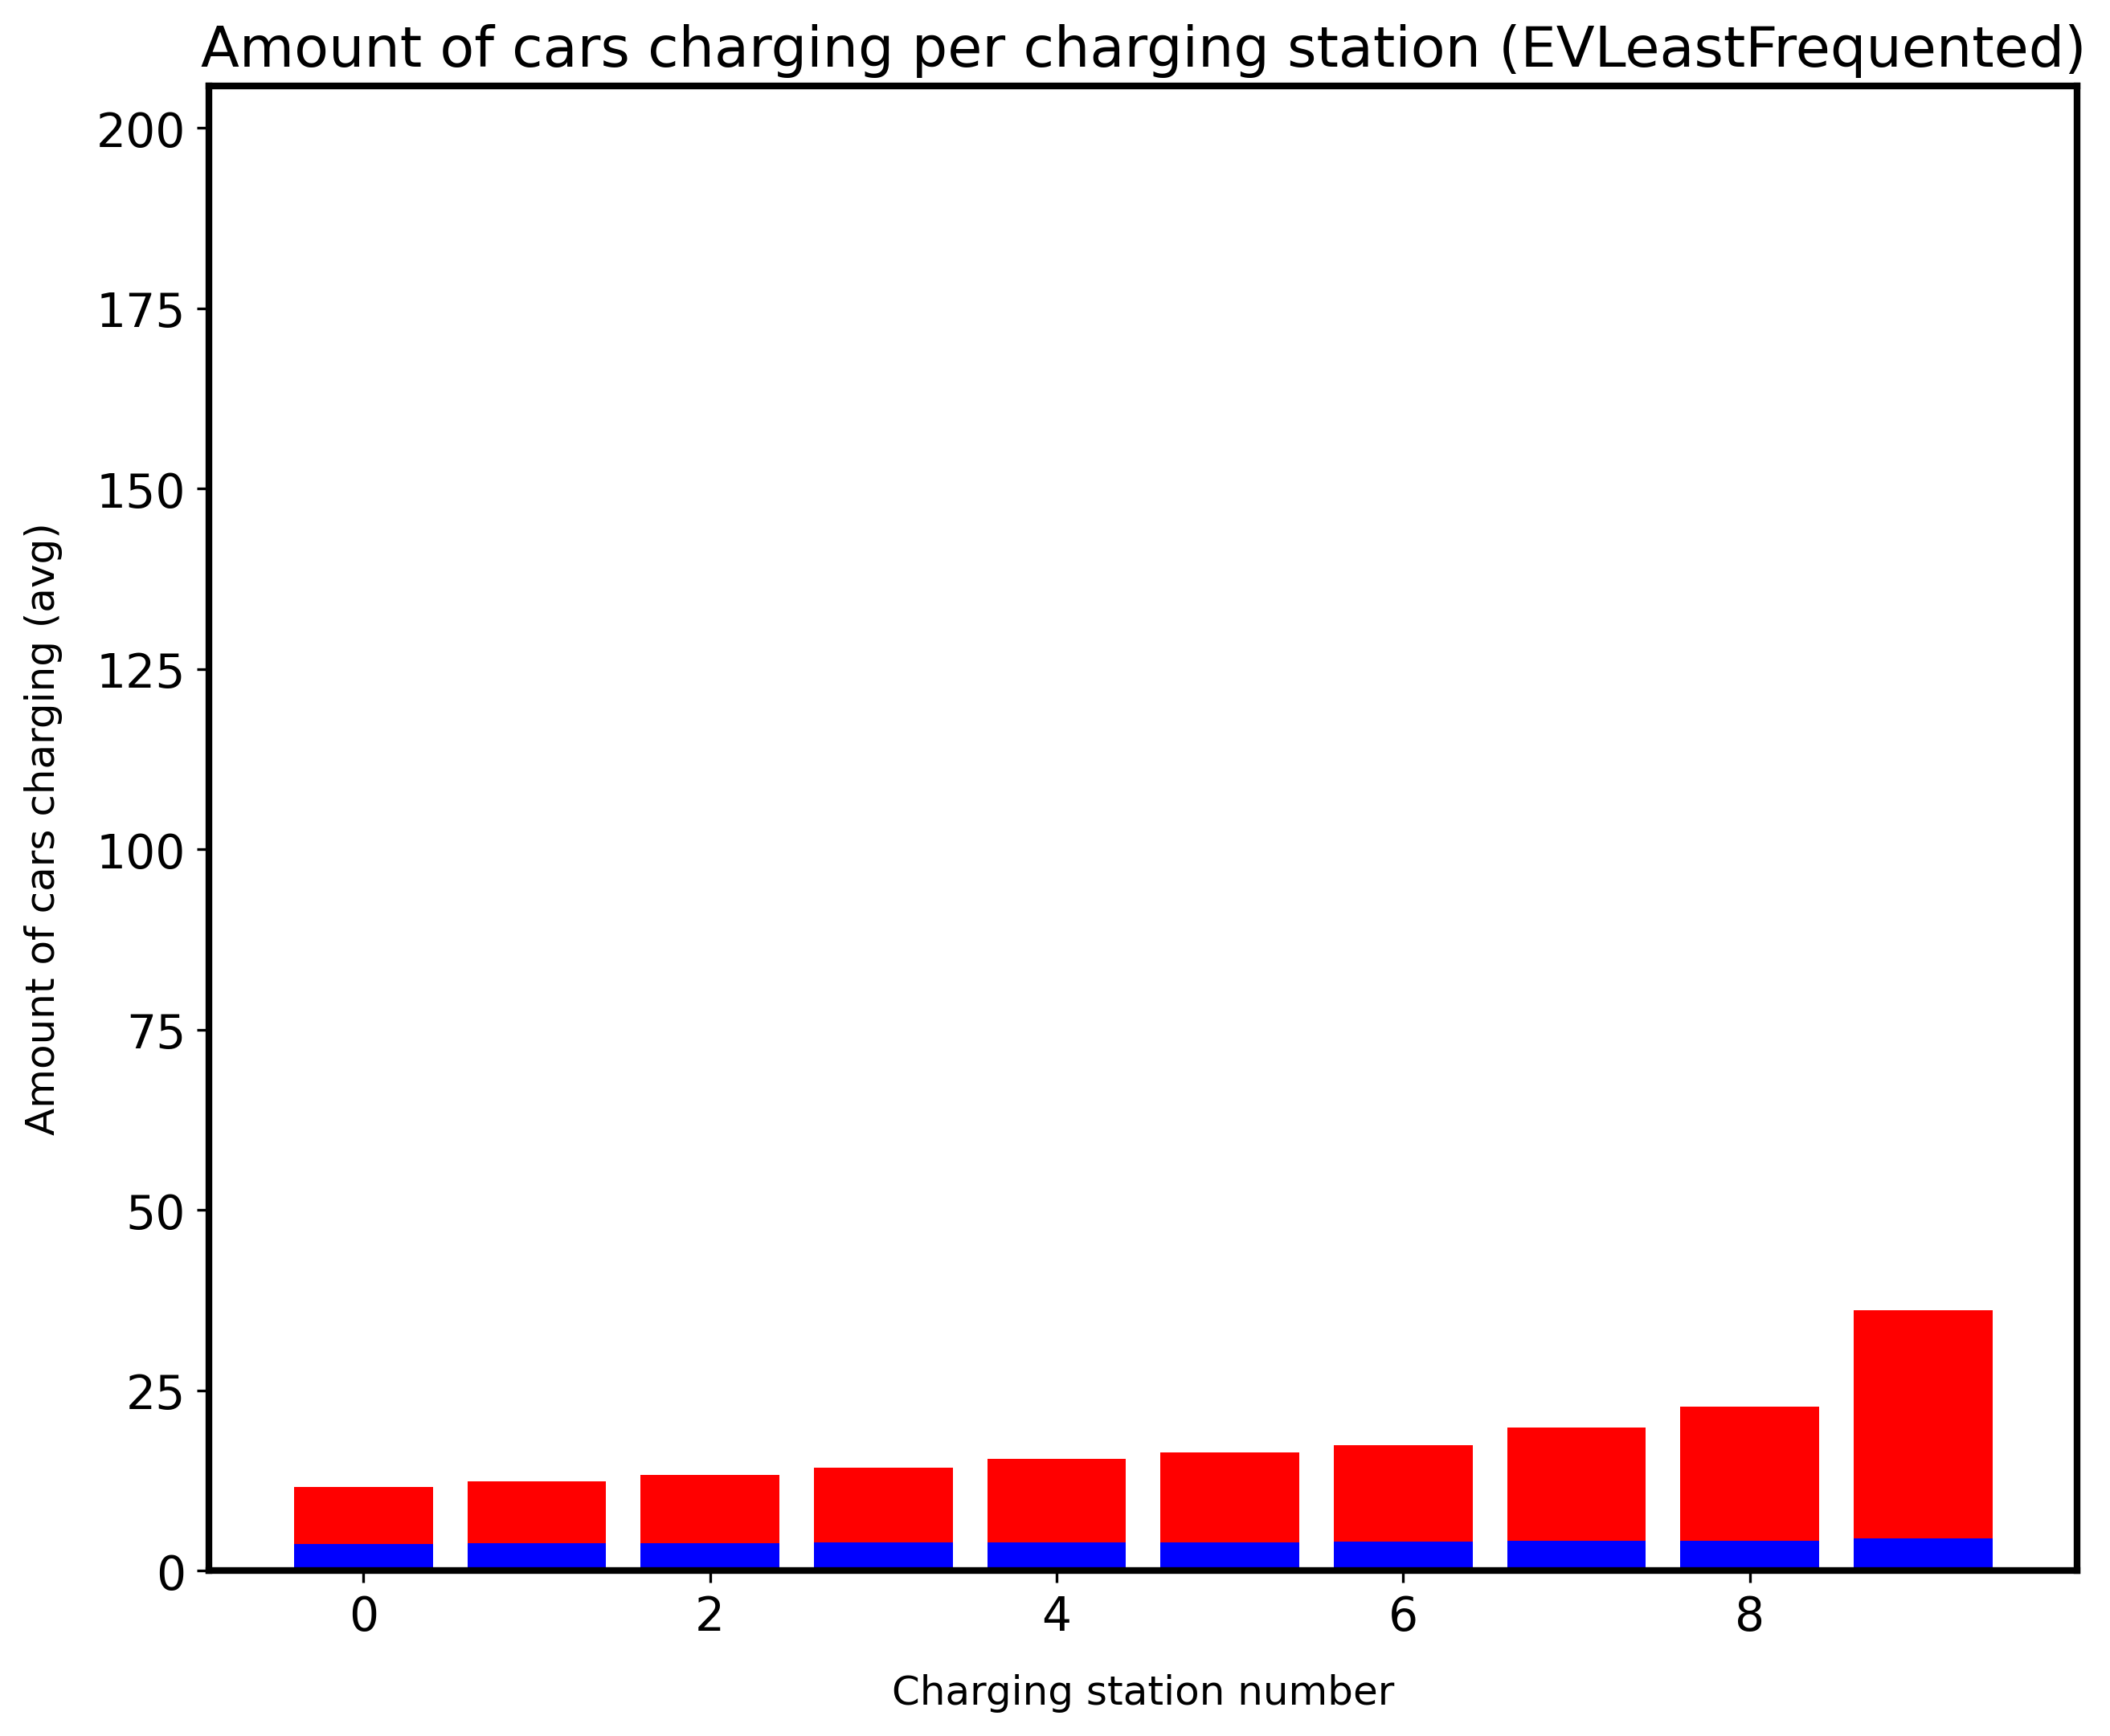 Amount of cars charging per charging station (EVLeastFrequented)
200
175
150
125
100
75
50
25
0
Amount of cars charging (avg)
0 2 4 6 8
Charging station number